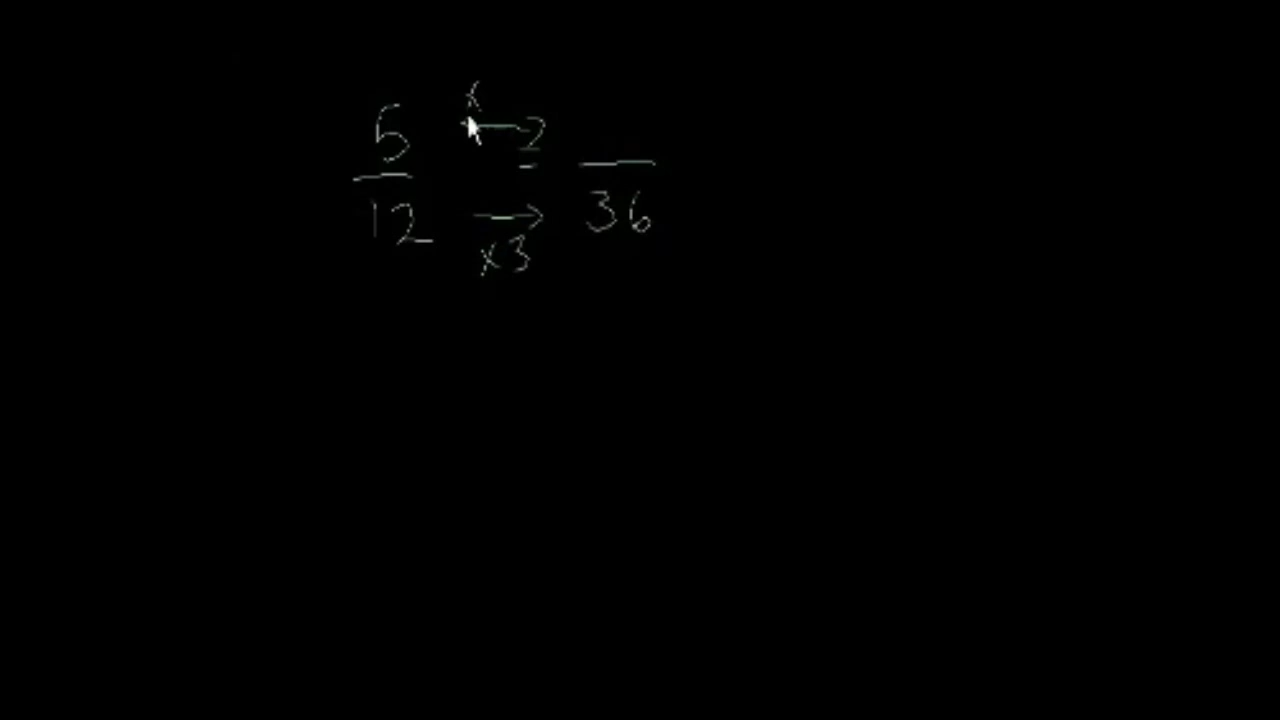 ×
5 → = —
12 → 36
×3